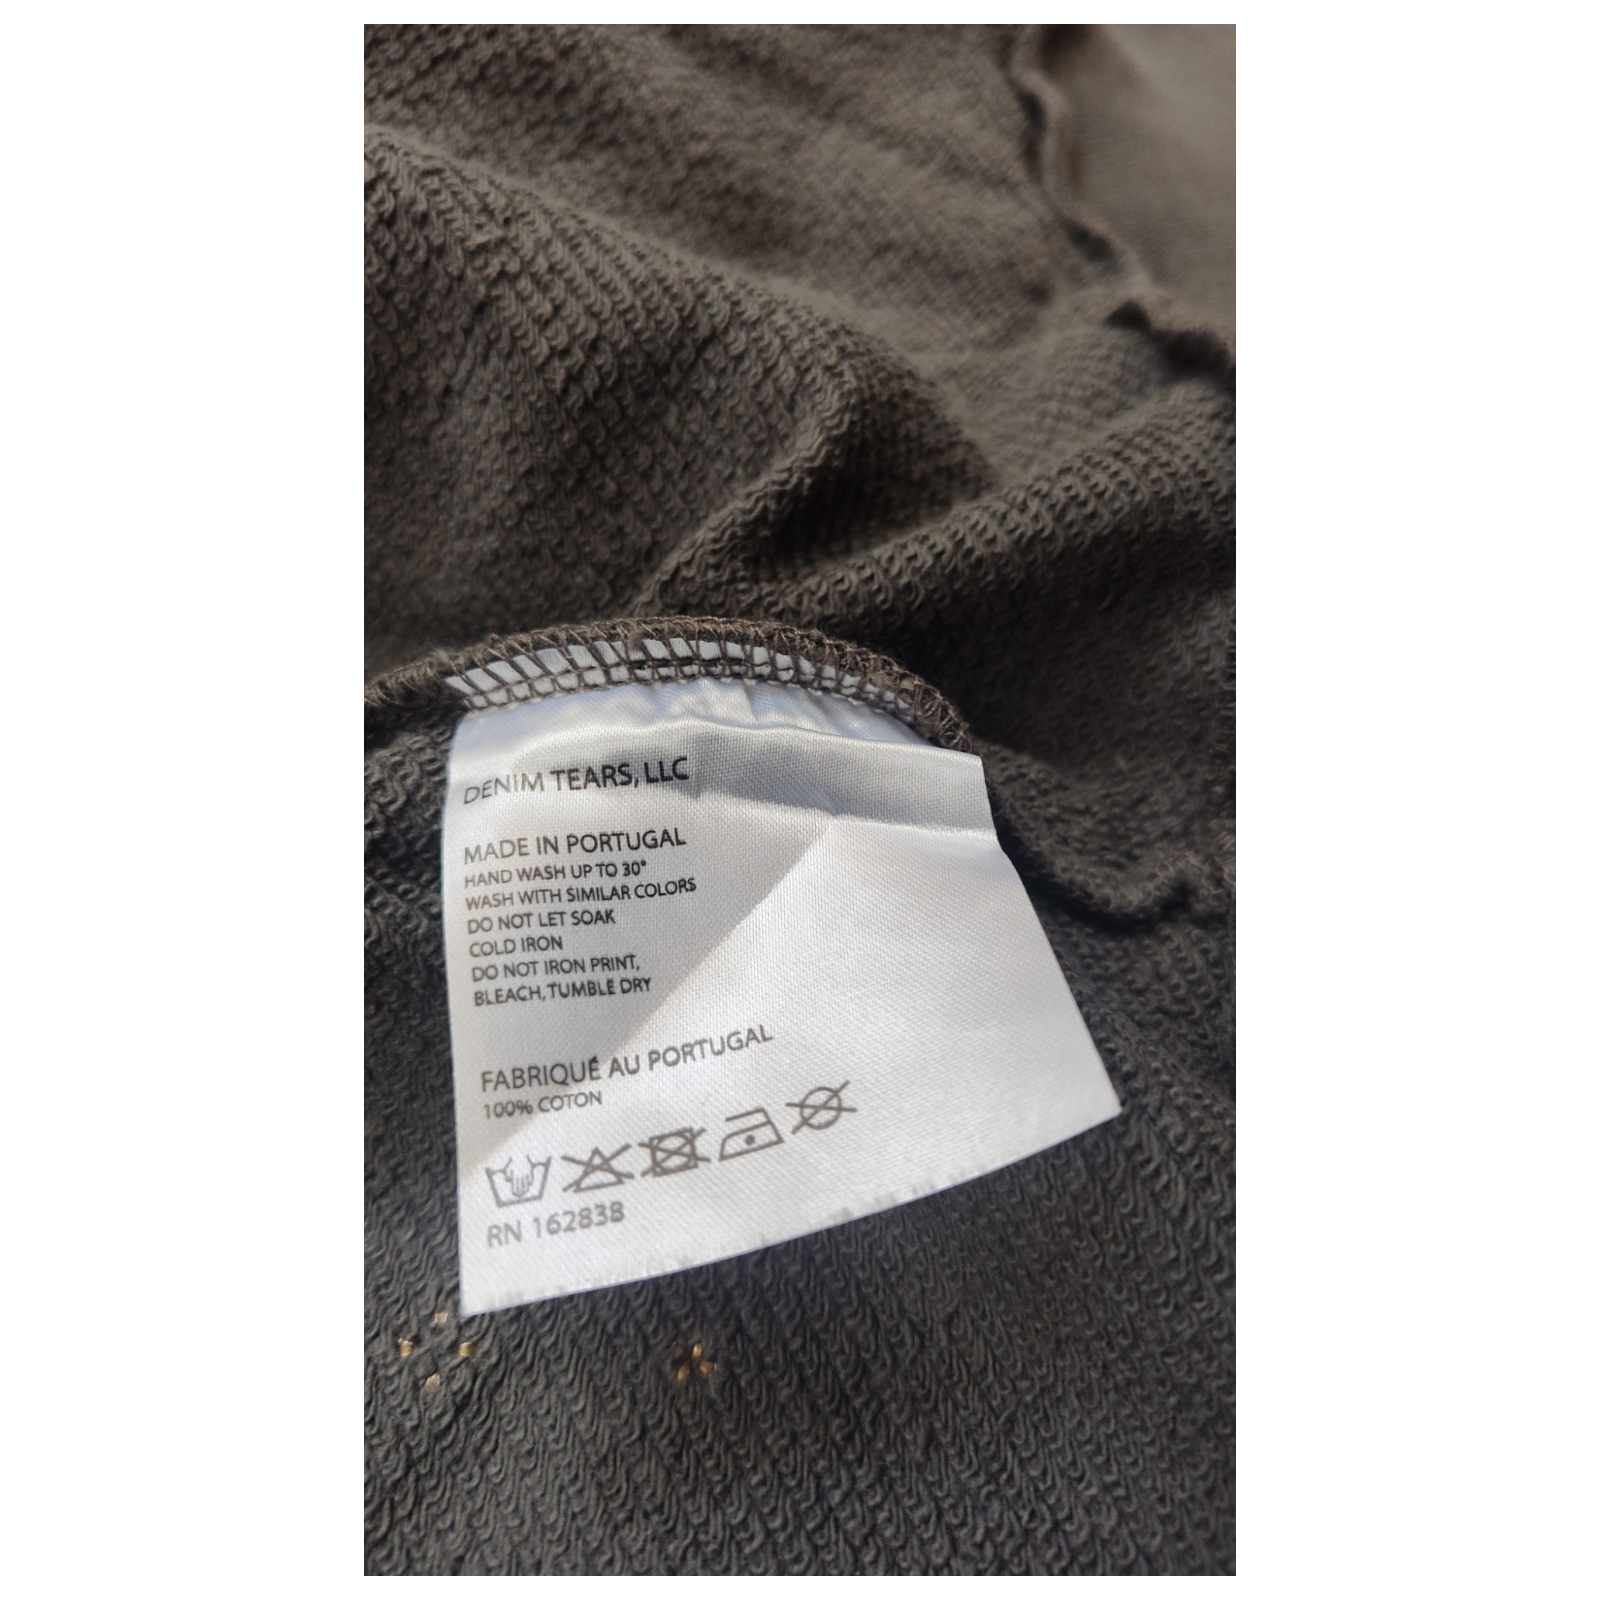 DENIM TEARS, LLC
MADE IN PORTUGAL
HAND WASH UP TO 30°
WASH WITH SIMILAR COLORS
DO NOT LET SOAK
COLD IRON
DO NOT IRON PRINT,
BLEACH, TUMBLE DRY
FABRIQUÉ AU PORTUGAL
100% COTON
RN 162838